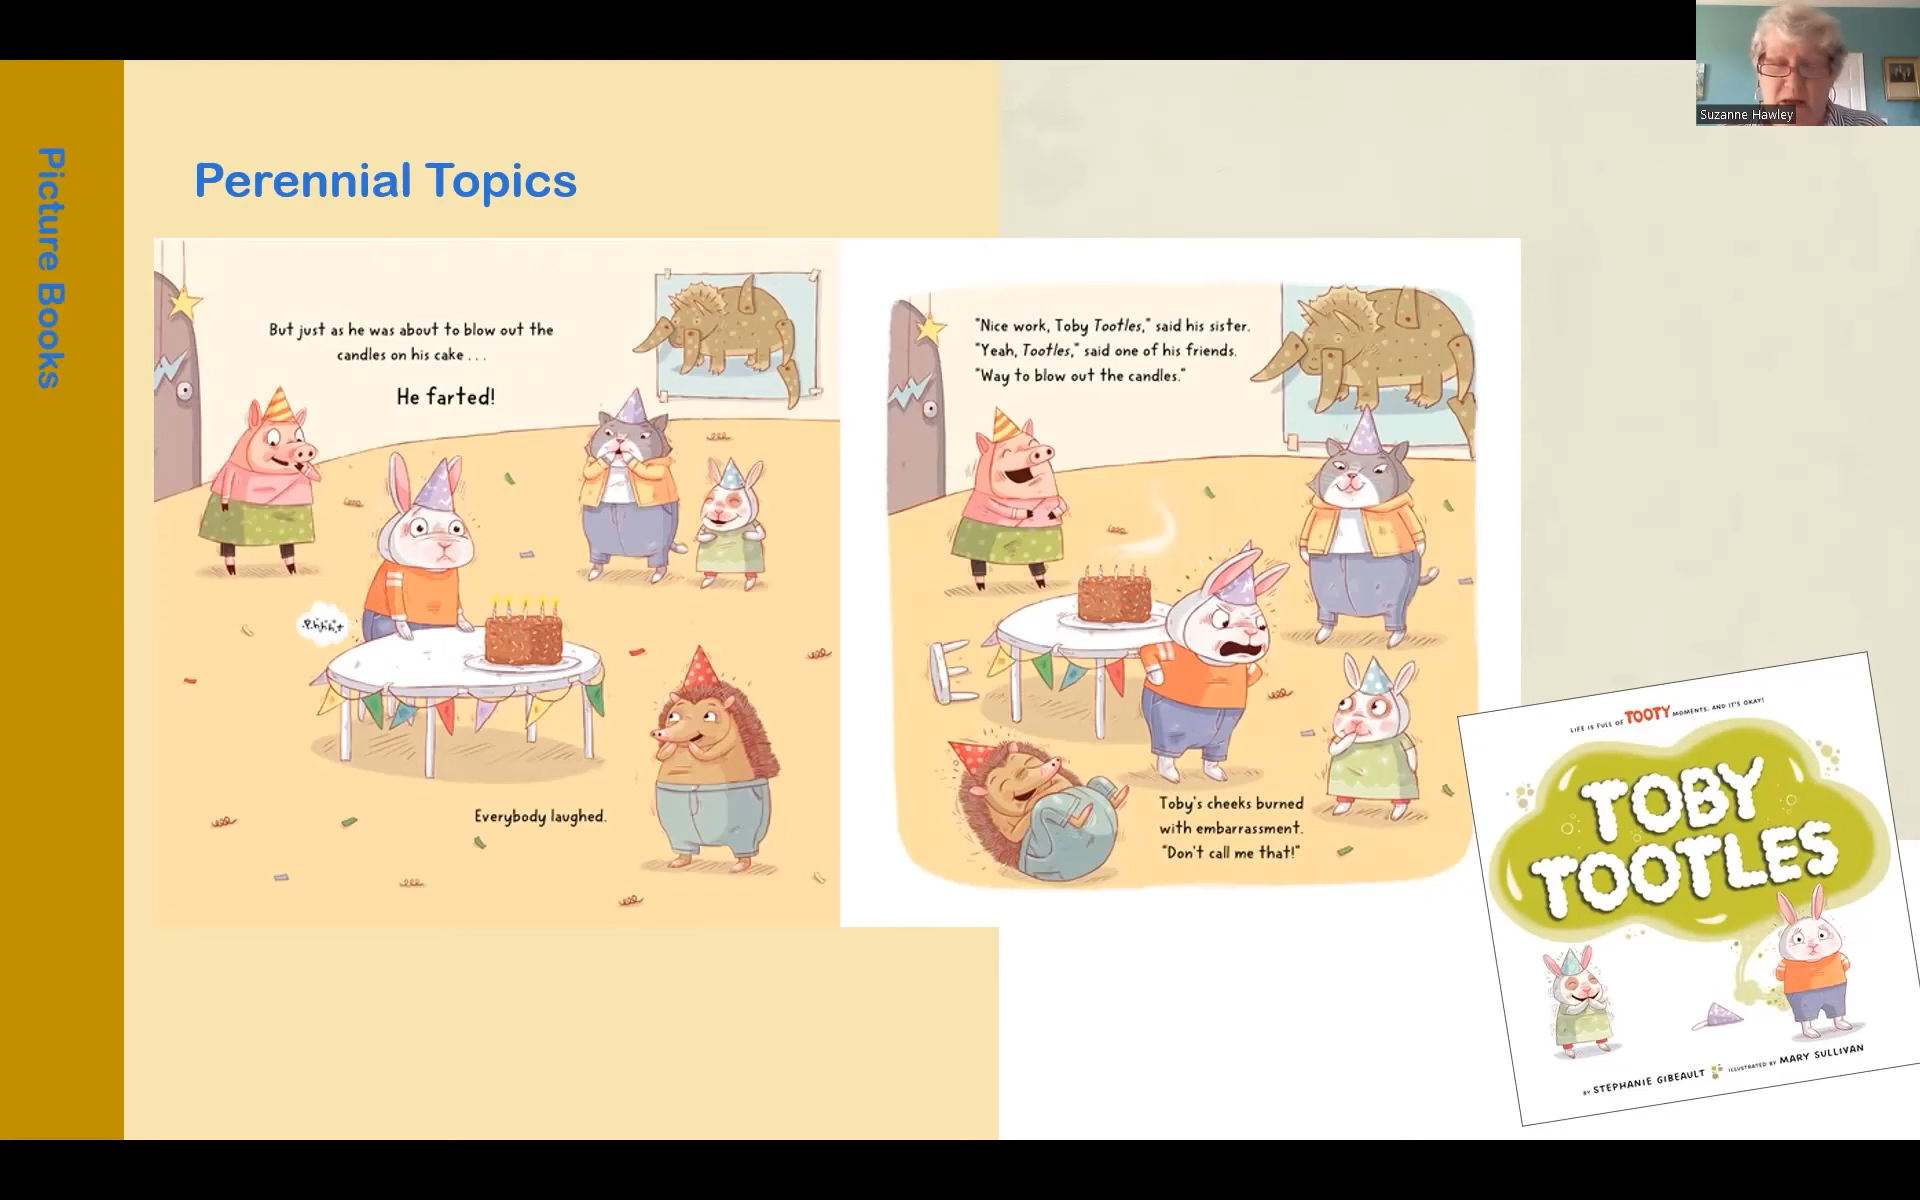 Suzanne Hawley
Picture Books
Perennial Topics
But just as he was about to blow out the
candles on his cake . . .
He farted!
P.h.h.h.t
Everybody laughed.
"Nice work, Toby Tootles," said his sister.
"Yeah, Tootles," said one of his friends.
"Way to blow out the candles."
Toby's cheeks burned
with embarrassment.
"Don't call me that!"
LIFE IS FULL OF TOOTY MOMENTS, AND IT'S OKAY!
TOBY
TOOTLES
BY STEPHANIE GIBEAULT ILLUSTRATED BY MARY SULLIVAN